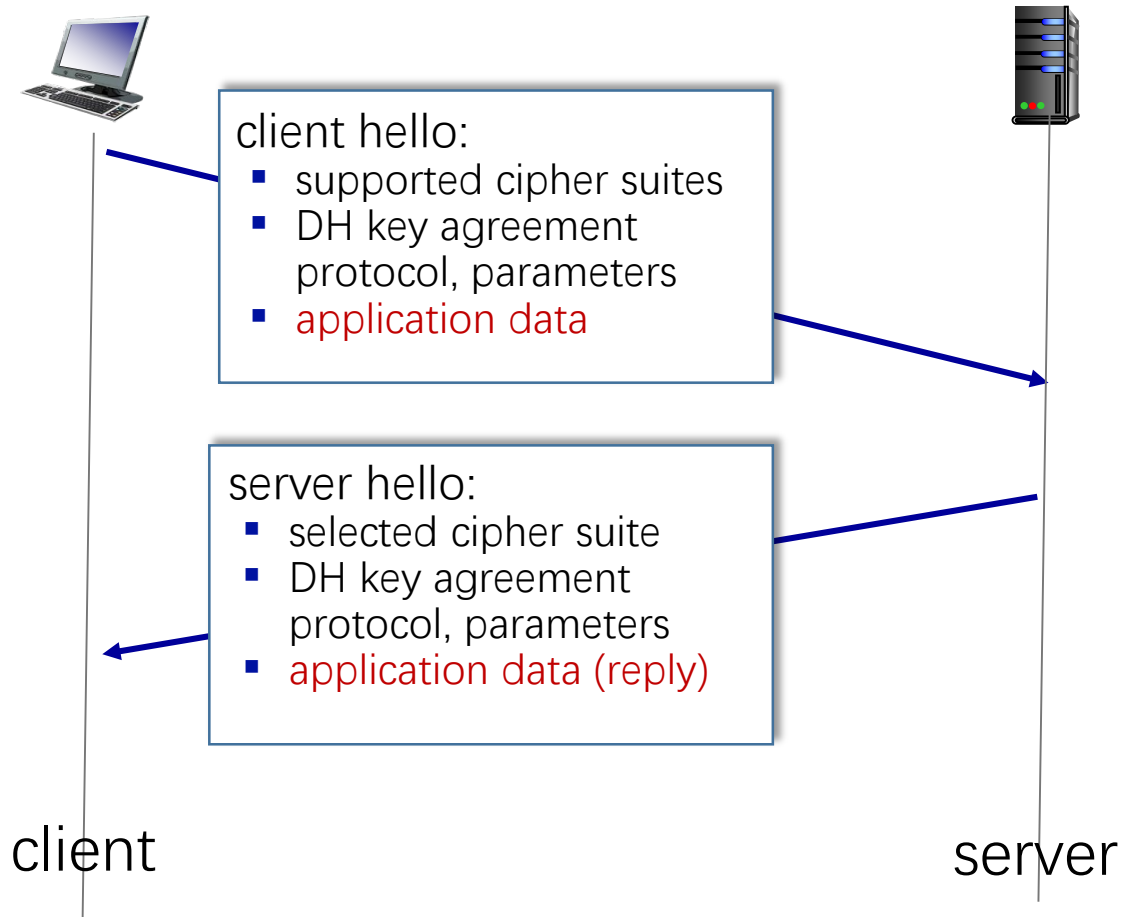 client hello:
▪ supported cipher suites
▪ DH key agreement
protocol, parameters
▪ application data
server hello:
▪ selected cipher suite
▪ DH key agreement
protocol, parameters
▪ application data (reply)
client
server